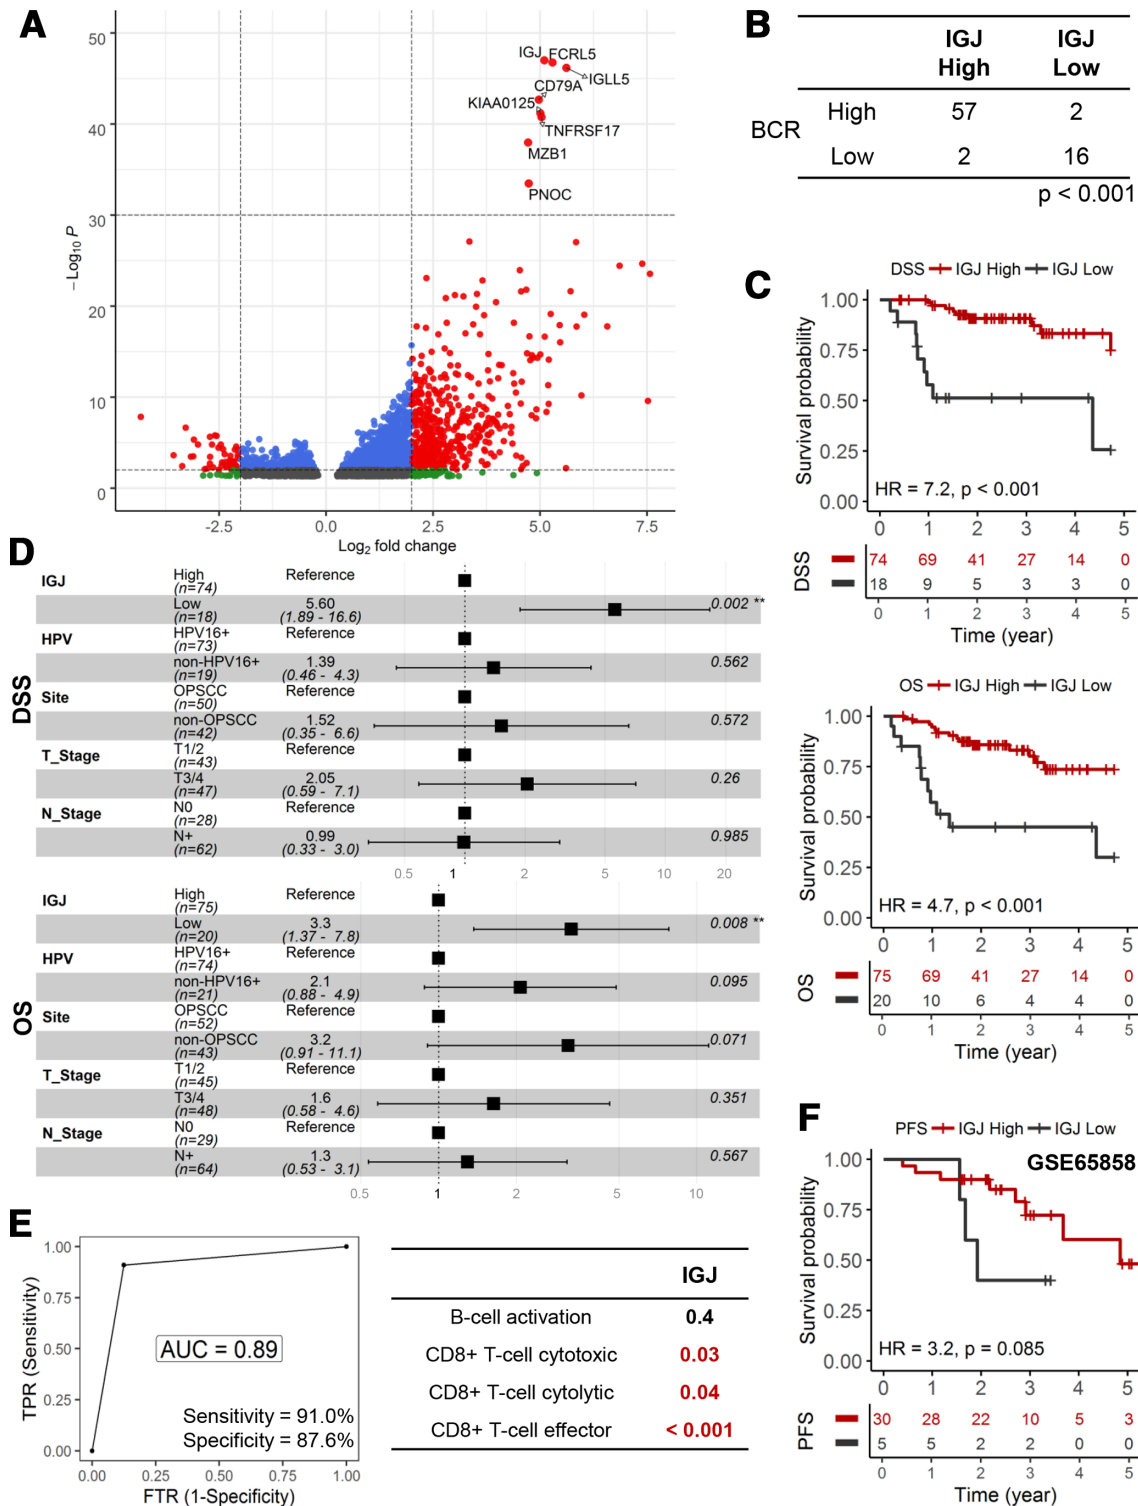 A
50
40
30
20
10
0
−Log10 P
IGJ FCRL5
IGLL5
CD79A
KIAA0125
TNFRSF17
MZB1
PNOC
-2.5 0.0 2.5 5.0 7.5
Log2 fold change
B
IGJ High IGJ Low
BCR
High 57 2
Low 2 16
p < 0.001
C
DSS IGJ High IGJ Low
Survival probability
1.00
0.75
0.50
0.25
0.00
HR = 7.2, p < 0.001
0 1 2 3 4 5
DSS
74 69 41 27 14 0
18 9 5 3 3 0
0 1 2 3 4 5
Time (year)
OS IGJ High IGJ Low
Survival probability
1.00
0.75
0.50
0.25
0.00
HR = 4.7, p < 0.001
0 1 2 3 4 5
OS
75 69 41 27 14 0
20 10 6 4 4 0
0 1 2 3 4 5
Time (year)
D
DSS
IGJ High Reference
(n=74)
Low 5.60 0.002 **
(n=18) (1.89 - 16.6)
HPV HPV16+ Reference
(n=73)
non-HPV16+ 1.39 0.562
(n=19) (0.46 - 4.3)
Site OPSCC Reference
(n=50)
non-OPSCC 1.52 0.572
(n=42) (0.35 - 6.6)
T_Stage T1/2 Reference
(n=43)
T3/4 2.05 0.26
(n=47) (0.59 - 7.1)
N_Stage N0 Reference
(n=28)
N+ 0.99 0.985
(n=62) (0.33 - 3.0)
0.5 1 2 5 10 20
OS
IGJ High Reference
(n=75)
Low 3.3 0.008 **
(n=20) (1.37 - 7.8)
HPV HPV16+ Reference
(n=74)
non-HPV16+ 2.1 0.095
(n=21) (0.88 - 4.9)
Site OPSCC Reference
(n=52)
non-OPSCC 3.2 0.071
(n=43) (0.91 - 11.1)
T_Stage T1/2 Reference
(n=45)
T3/4 1.6 0.351
(n=48) (0.58 - 4.6)
N_Stage N0 Reference
(n=29)
N+ 1.3 0.567
(n=64) (0.53 - 3.1)
0.5 1 2 5 10
E
TPR (Sensitivity)
1.00
0.75
0.50
0.25
0.00
AUC = 0.89
Sensitivity = 91.0%
Specificity = 87.6%
0.00 0.25 0.50 0.75 1.00
FTR (1-Specificity)
IGJ
B-cell activation 0.4
CD8+ T-cell cytotoxic 0.03
CD8+ T-cell cytolytic 0.04
CD8+ T-cell effector < 0.001
F
PFS IGJ High IGJ Low
GSE65858
Survival probability
1.00
0.75
0.50
0.25
0.00
HR = 3.2, p = 0.085
0 1 2 3 4 5
PFS
30 28 22 10 5 3
5 5 2 2 0 0
0 1 2 3 4 5
Time (year)